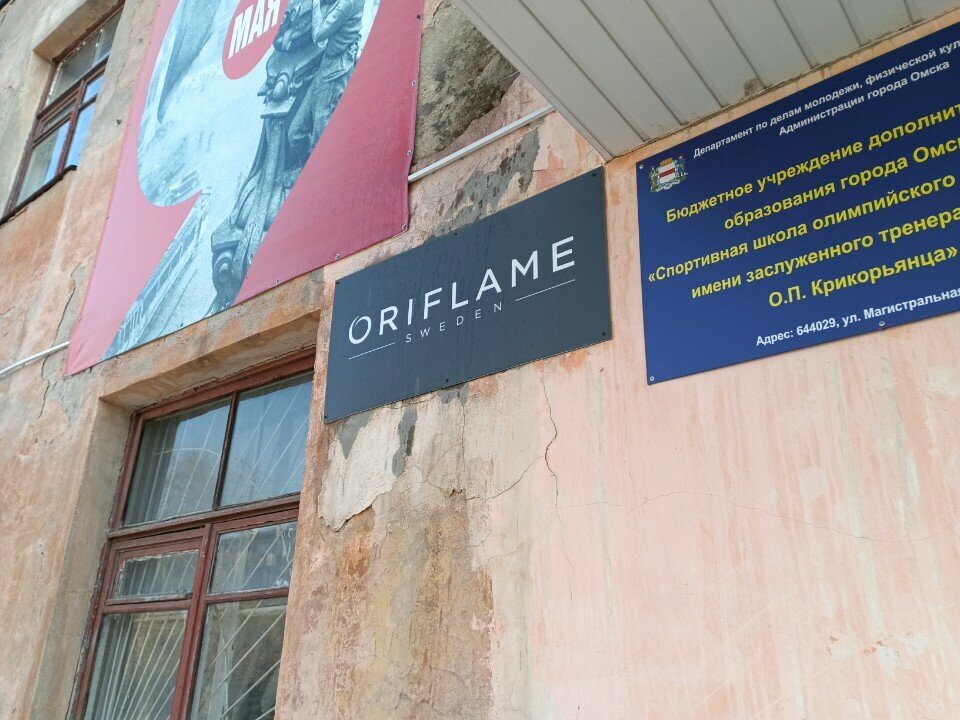 МАЯ
ORIFLAME
SWEDEN
Департамент по делам молодежи, физической
Администрации города Омска
Бюджетное учреждение
образования города
«Спортивная школа олимпийского
имени заслуженного
О.П. Крикорьянца»
Адрес: 644029, ул. Магистральная